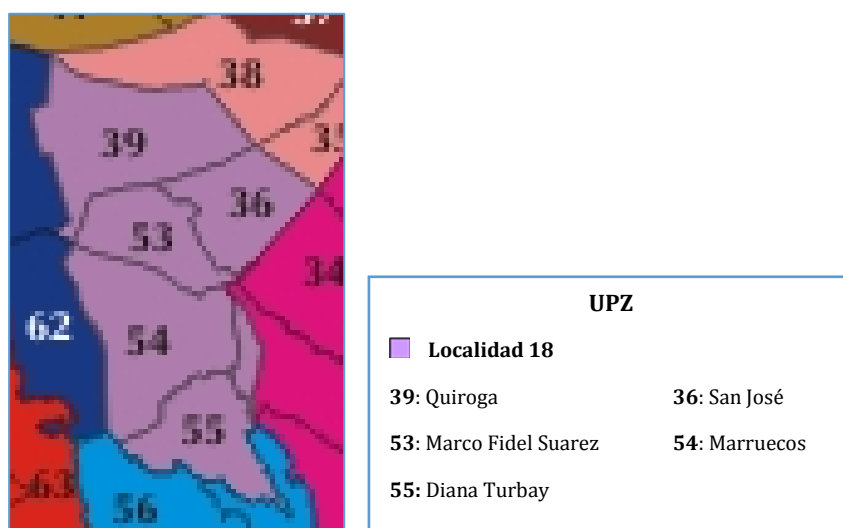 38
39
36
53
34
62
54
55
63
56
UPZ
Localidad 18
39: Quiroga 36: San José
53: Marco Fidel Suarez 54: Marruecos
55: Diana Turbay